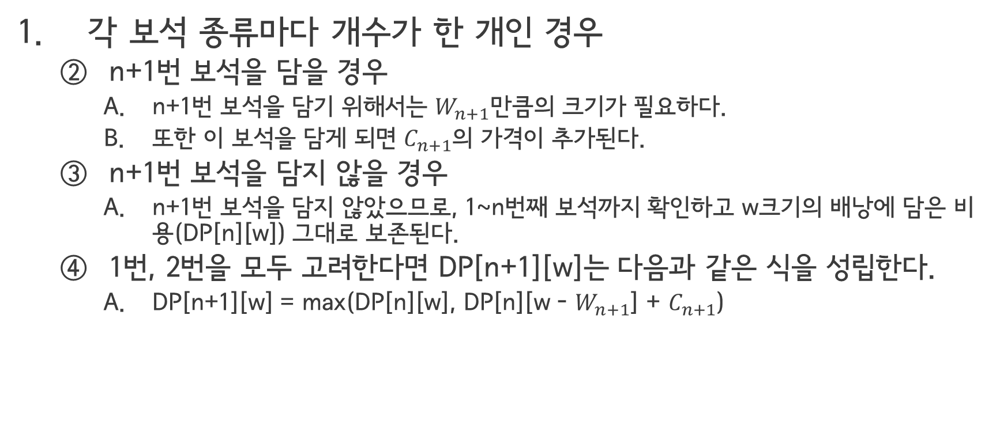 1. 각 보석 종류마다 개수가 한 개인 경우
② n+1번 보석을 담을 경우
A. n+1번 보석을 담기 위해서는 Wₙ₊₁만큼의 크기가 필요하다.
B. 또한 이 보석을 담게 되면 Cₙ₊₁의 가격이 추가된다.
③ n+1번 보석을 담지 않을 경우
A. n+1번 보석을 담지 않았으므로, 1~n번째 보석까지 확인하고 w크기의 배낭에 담은 비
용(DP[n][w]) 그대로 보존된다.
④ 1번, 2번을 모두 고려한다면 DP[n+1][w]는 다음과 같은 식을 성립한다.
A. DP[n+1][w] = max(DP[n][w], DP[n][w - Wₙ₊₁] + Cₙ₊₁)